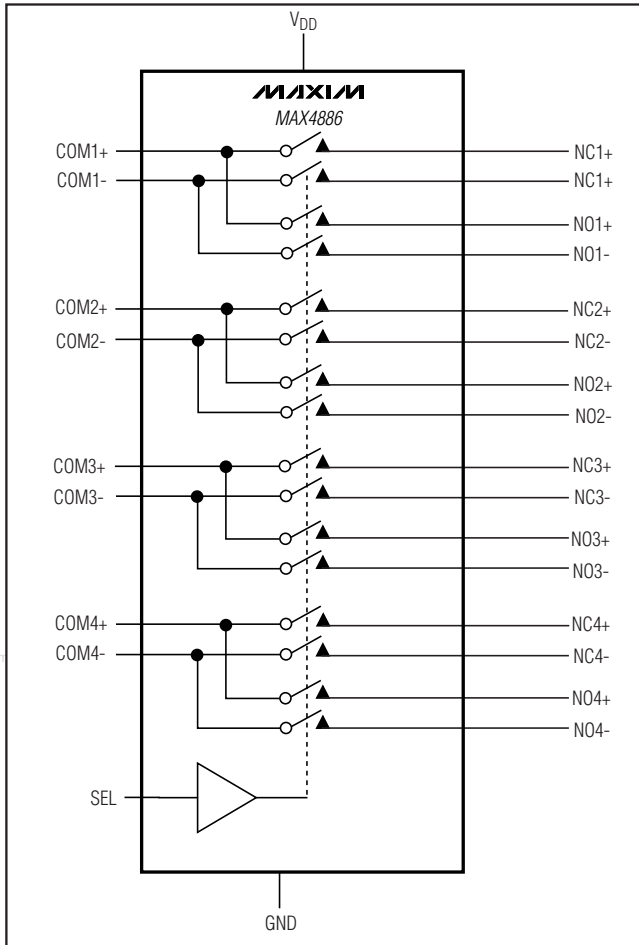 VDD
MAXIM
MAX4886
COM1+ NC1+
COM1- NC1+
NO1+
NO1-
COM2+ NC2+
COM2- NC2-
NO2+
NO2-
COM3+ NC3+
COM3- NC3-
NO3+
NO3-
COM4+ NC4+
COM4- NC4-
NO4+
NO4-
SEL
GND